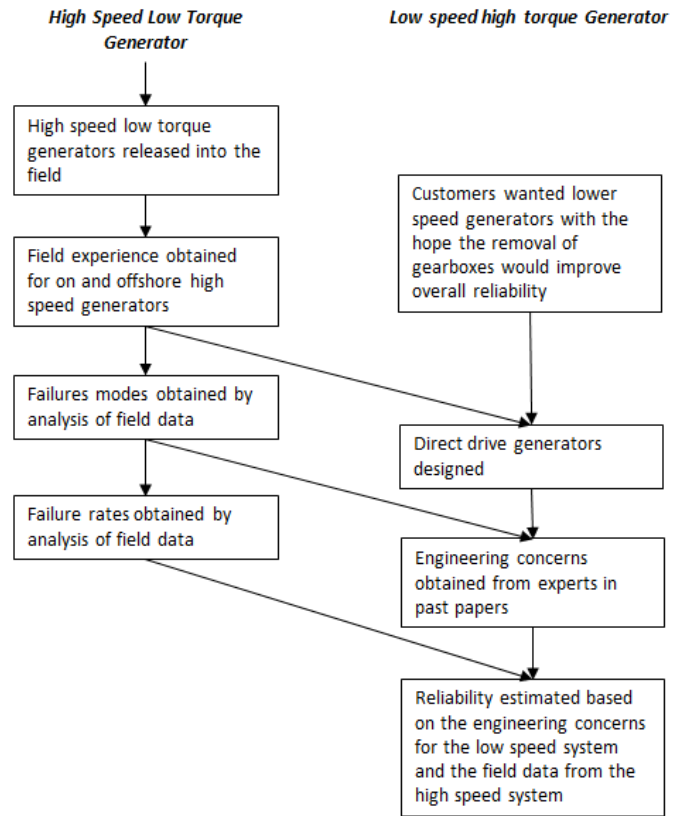 High Speed Low Torque
Generator
Low speed high torque Generator
High speed low torque
generators released into the
field
Customers wanted lower
speed generators with the
hope the removal of
gearboxes would improve
overall reliability
Field experience obtained
for on and offshore high
speed generators
Failures modes obtained by
analysis of field data
Direct drive generators
designed
Failure rates obtained by
analysis of field data
Engineering concerns
obtained from experts in
past papers
Reliability estimated based
on the engineering concerns
for the low speed system
and the field data from the
high speed system